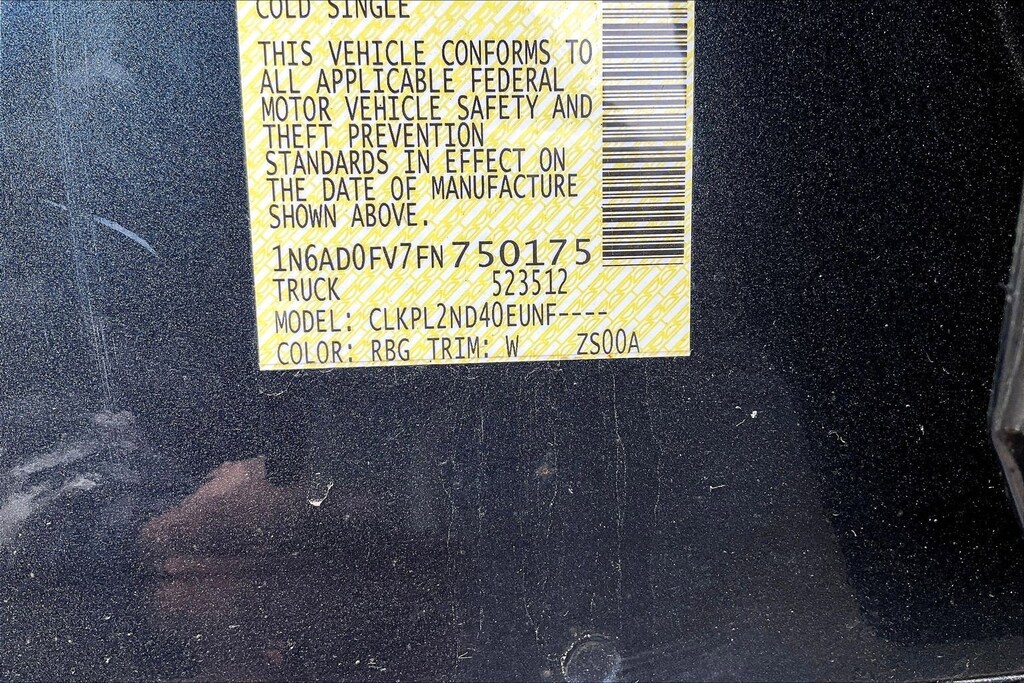 COLD SINGLE
THIS VEHICLE CONFORMS TO
ALL APPLICABLE FEDERAL
MOTOR VEHICLE SAFETY AND
THEFT PREVENTION
STANDARDS IN EFFECT ON
THE DATE OF MANUFACTURE
SHOWN ABOVE.
1N6AD0FV7FN750175
TRUCK 523512
MODEL: CLKPL2ND40EUNF----
COLOR: RBG TRIM: W ZS00A